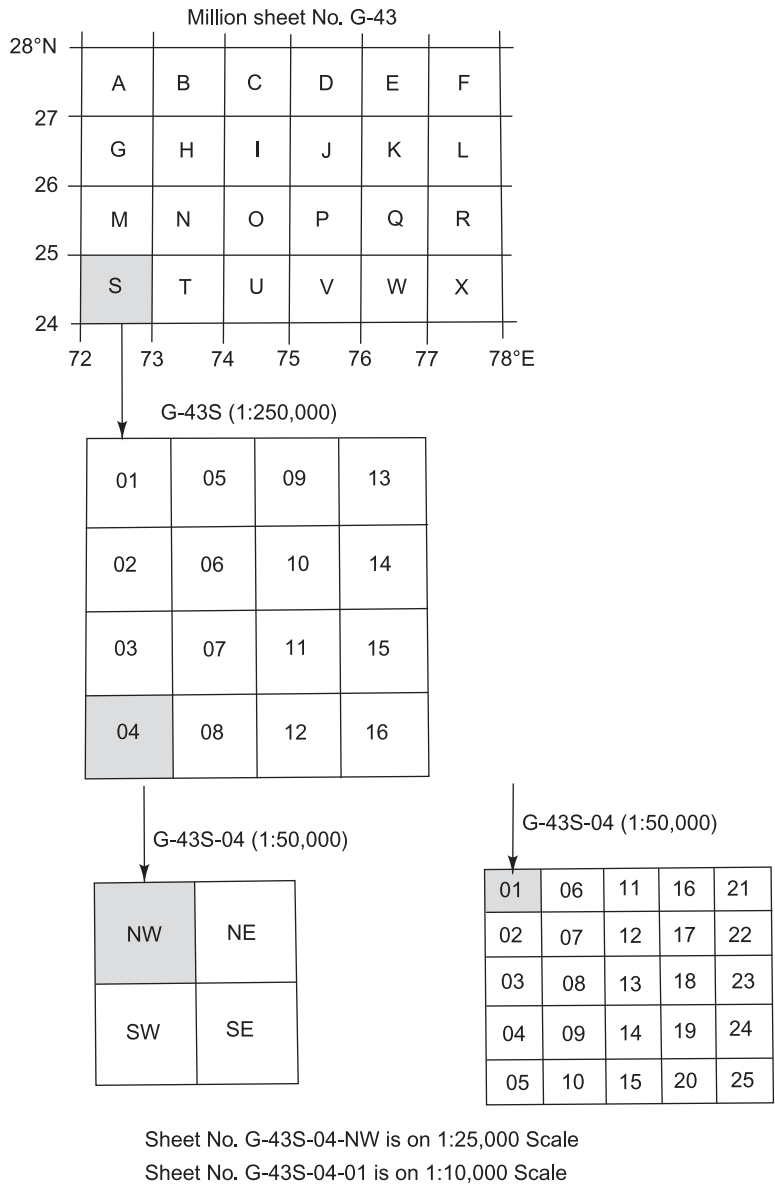 Million sheet No. G-43
28°N
A B C D E F
27
G H I J K L
26
M N O P Q R
25
S T U V W X
24
72 73 74 75 76 77 78°E
G-43S (1:250,000)
01 05 09 13
02 06 10 14
03 07 11 15
04 08 12 16
G-43S-04 (1:50,000)
NW NE
SW SE
G-43S-04 (1:50,000)
01 06 11 16 21
02 07 12 17 22
03 08 13 18 23
04 09 14 19 24
05 10 15 20 25
Sheet No. G-43S-04-NW is on 1:25,000 Scale
Sheet No. G-43S-04-01 is on 1:10,000 Scale